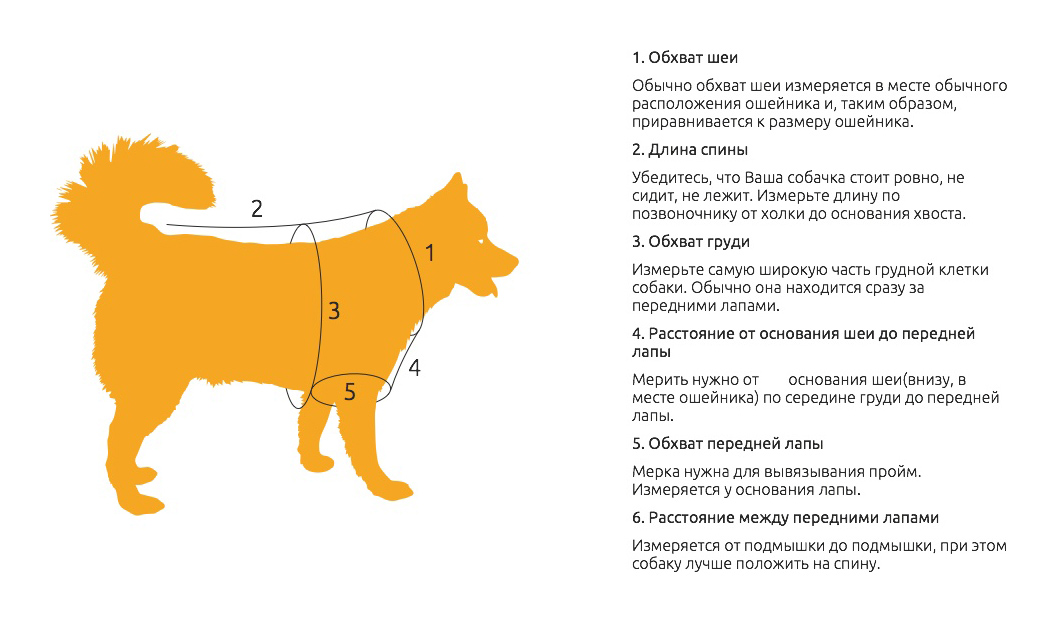 1. Обхват шеи
Обычно обхват шеи измеряется в месте обычного
расположения ошейника и, таким образом,
приравнивается к размеру ошейника.
2. Длина спины
Убедитесь, что Ваша собачка стоит ровно, не
сидит, не лежит. Измерьте длину по
позвоночнику от холки до основания хвоста.
3. Обхват груди
Измерьте самую широкую часть грудной клетки
собаки. Обычно она находится сразу за
передними лапами.
4. Расстояние от основания шеи до передней
лапы
Мерить нужно от основания шеи(внизу, в
месте ошейника) по середине груди до передней
лапы.
5. Обхват передней лапы
Мерка нужна для вывязывания пройм.
Измеряется у основания лапы.
6. Расстояние между передними лапами
Измеряется от подмышки до подмышки, при этом
собаку лучше положить на спину.
2
1
3
4
5